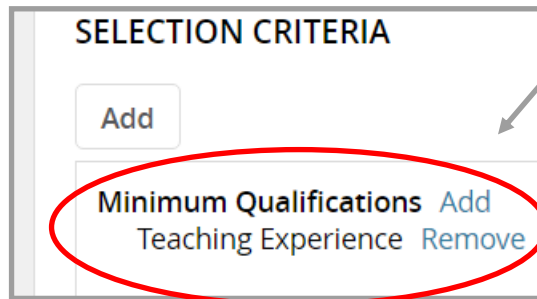 SELECTION CRITERIA
Add
Minimum Qualifications Add
Teaching Experience Remove